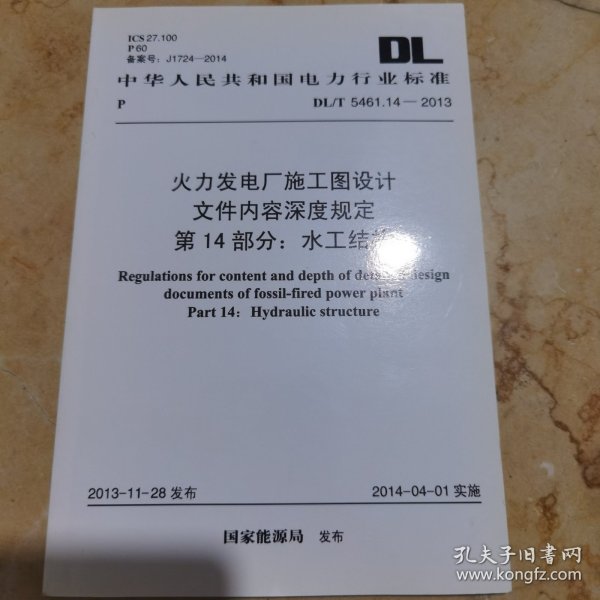 ICS 27.100
P 60
备案号：J1724—2014
DL
中华人民共和国电力行业标准
P DL/T 5461.14—2013
火力发电厂施工图设计
文件内容深度规定
第14部分：水工结
Regulations for content and depth of design
documents of fossil-fired power plant
Part 14: Hydraulic structure
2013-11-28 发布 2014-04-01 实施
国家能源局 发布
孔夫子旧书网
www.kongfz.com